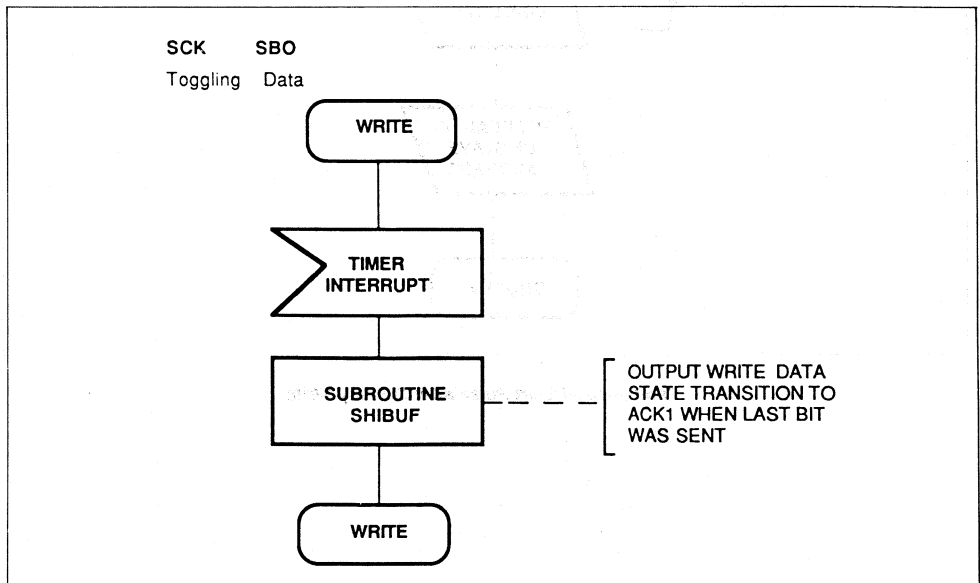 SCK SBO
Toggling Data
WRITE
TIMER
INTERRUPT
SUBROUTINE
SHIBUF
OUTPUT WRITE DATA
STATE TRANSITION TO
ACK1 WHEN LAST BIT
WAS SENT
WRITE